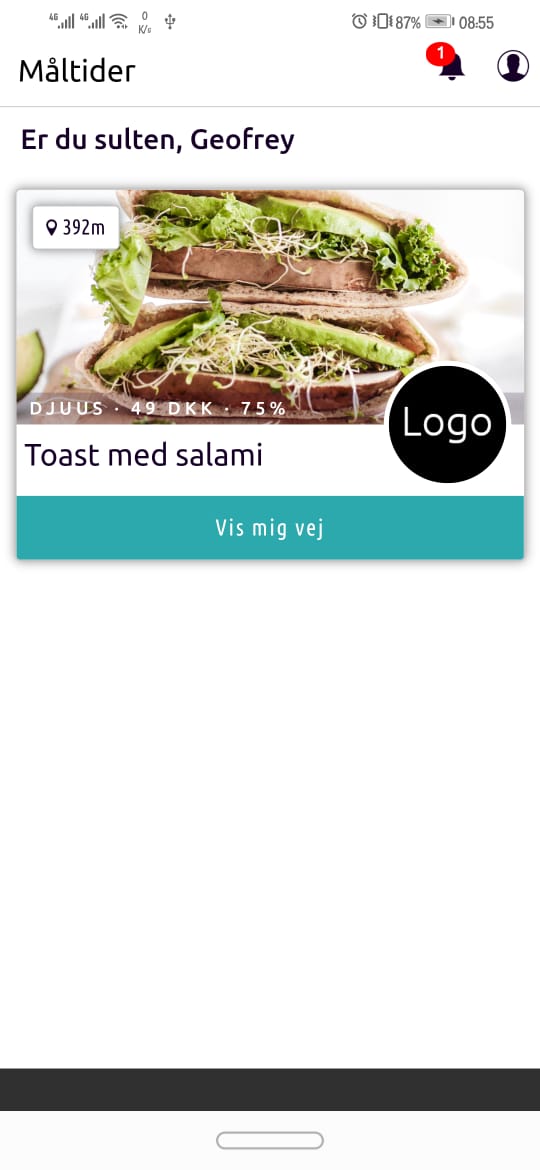 4G 4G 0 K/s 87% 08:55
Måltider 1
Er du sulten, Geofrey
392m
DJUUS · 49 DKK · 75%
Logo
Toast med salami
Vis mig vej